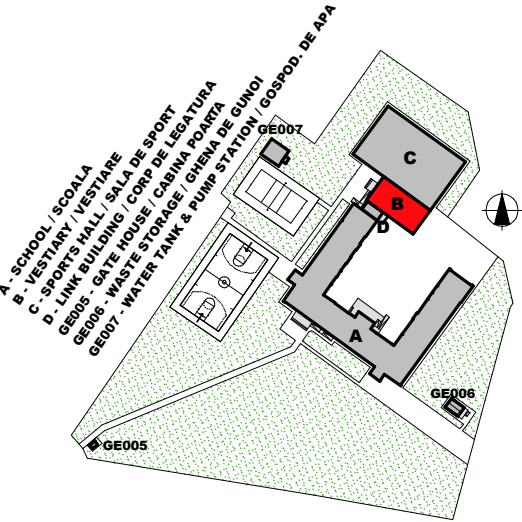 A - SCHOOL / SCOALA
B - VESTIARY / VESTIARE
C - SPORTS HALL / SALA DE SPORT
D - LINK BUILDING / CORP DE LEGATURA
GE005 - GATE HOUSE / CABINA POARTA
GE006 - WASTE STORAGE / GHENA DE GUNOI
GE007 - WATER TANK & PUMP STATION / GOSPOD. DE APA
GE007
C
B
D
A
GE006
GE005